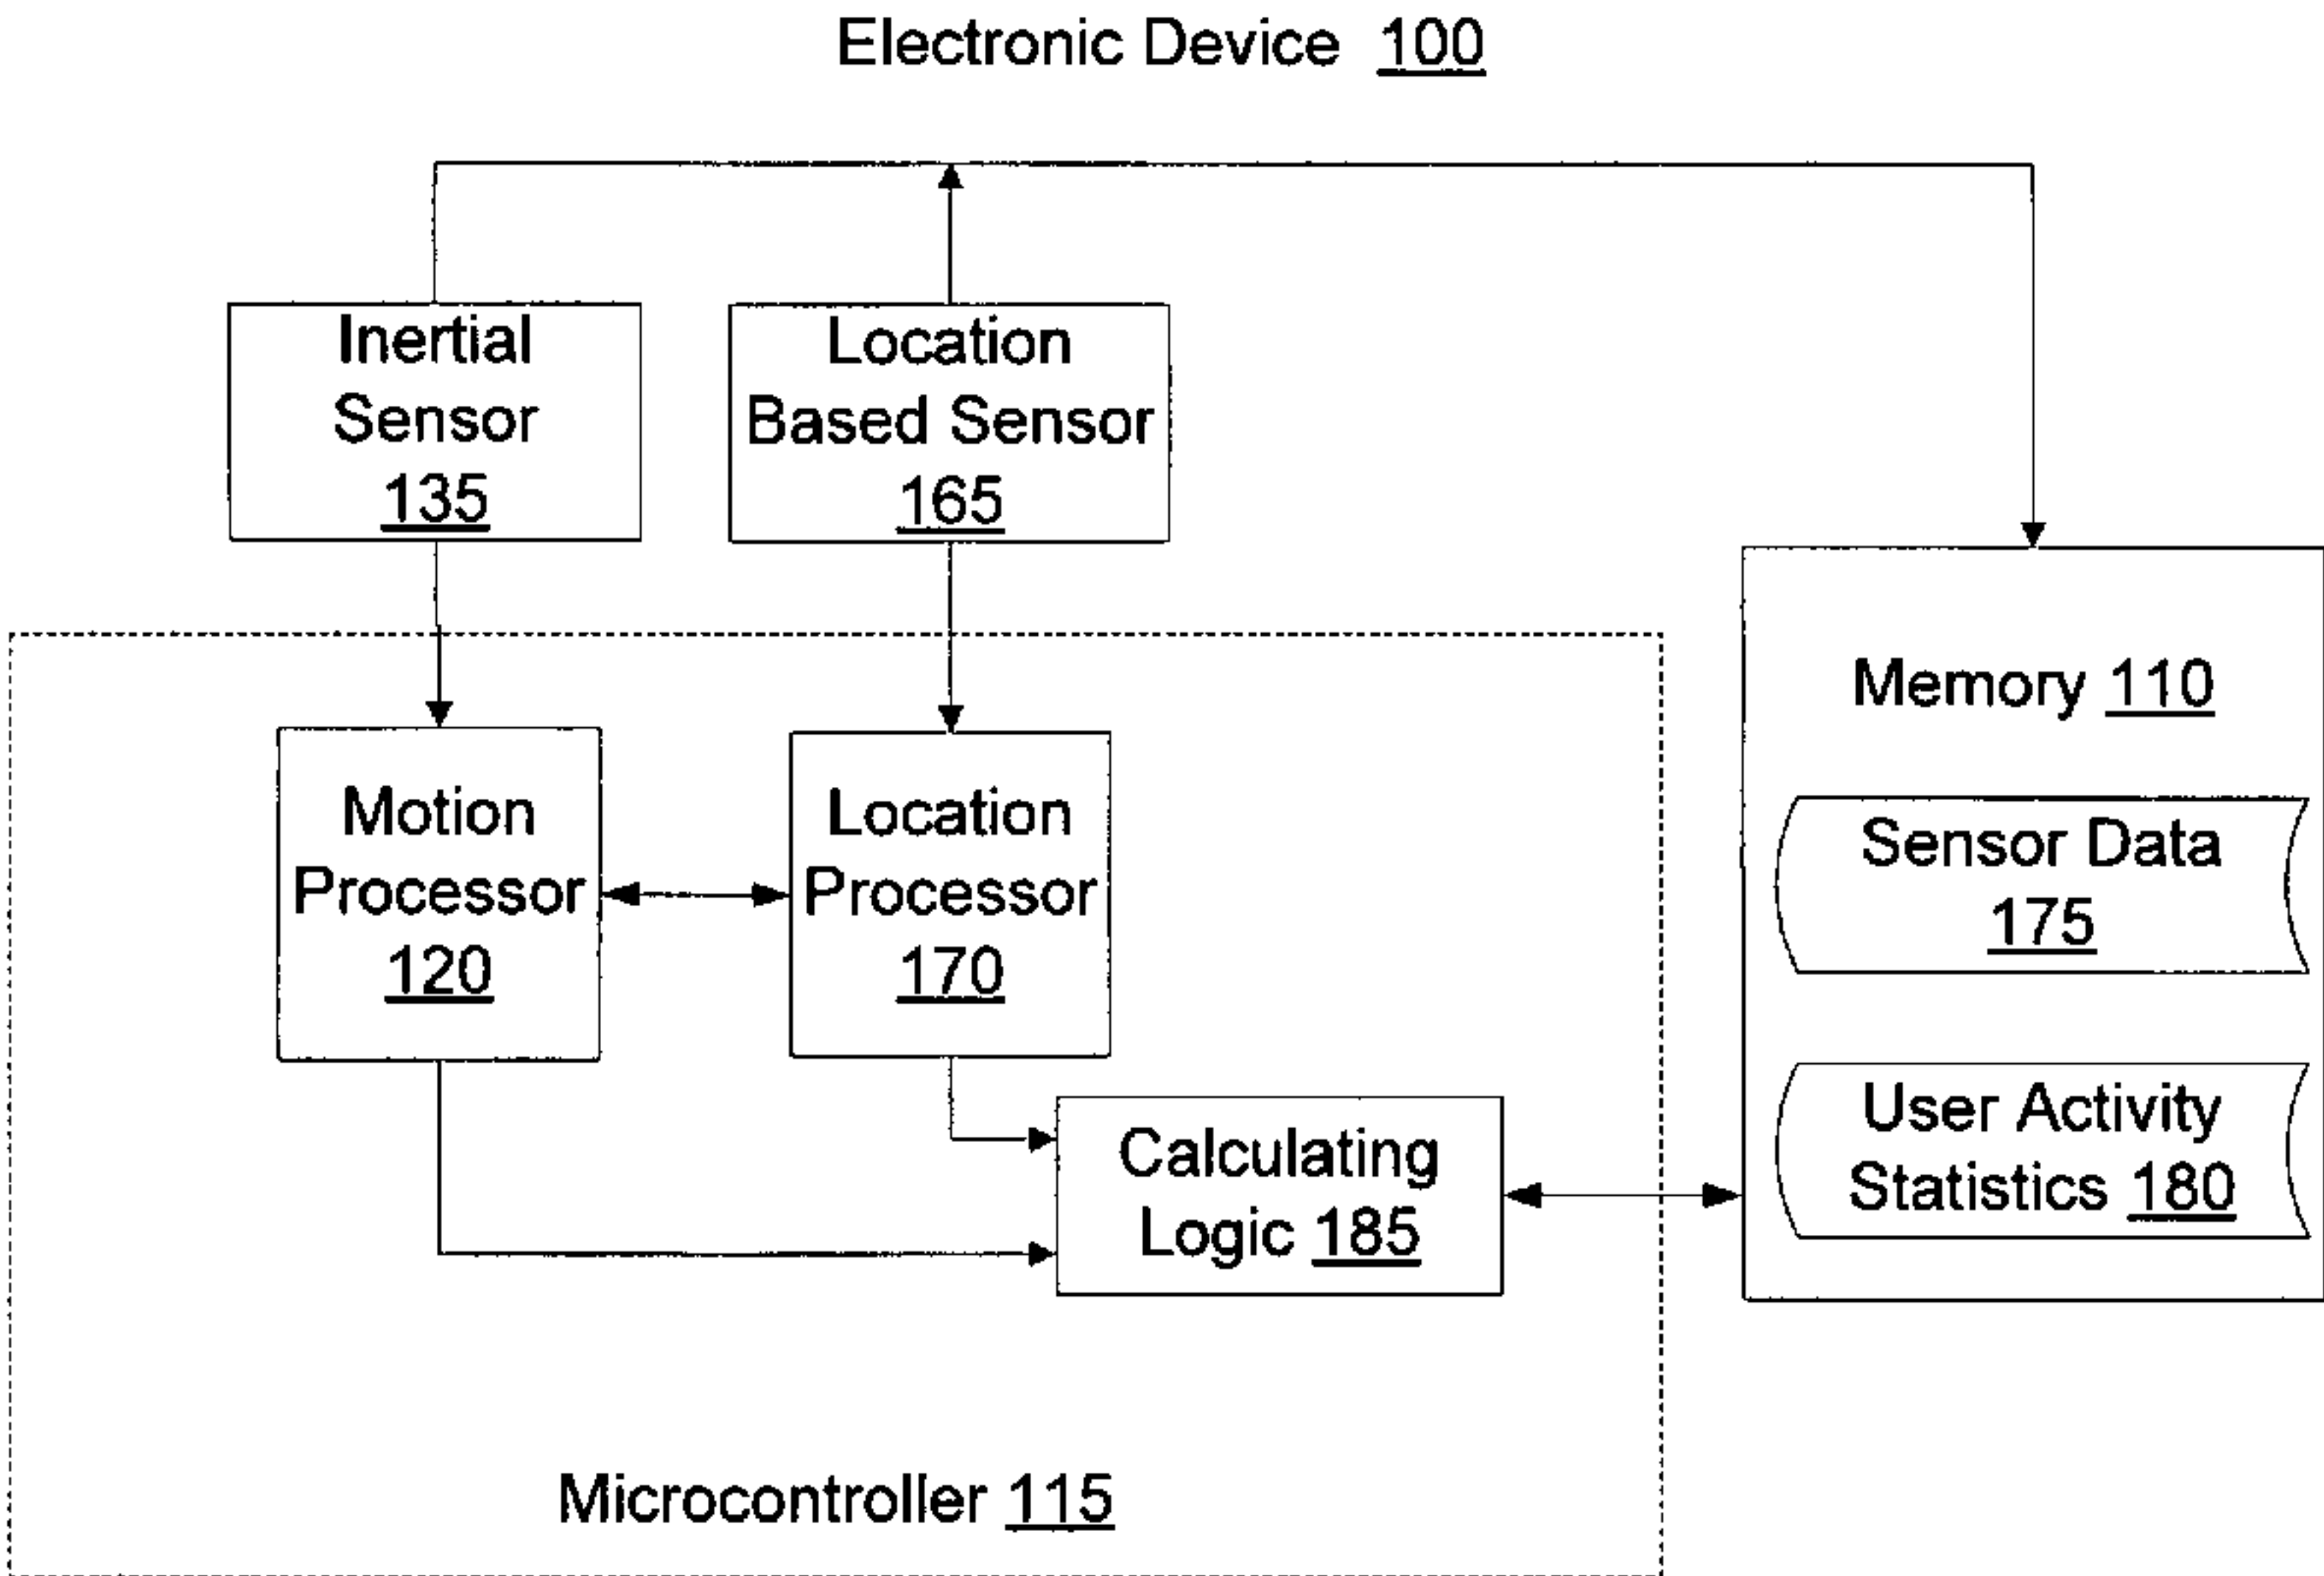 Electronic Device 100
Inertial
Sensor
135
Location
Based Sensor
165
Memory 110
Motion
Processor
120
Location
Processor
170
Sensor Data
175
User Activity
Statistics 180
Calculating
Logic 185
Microcontroller 115